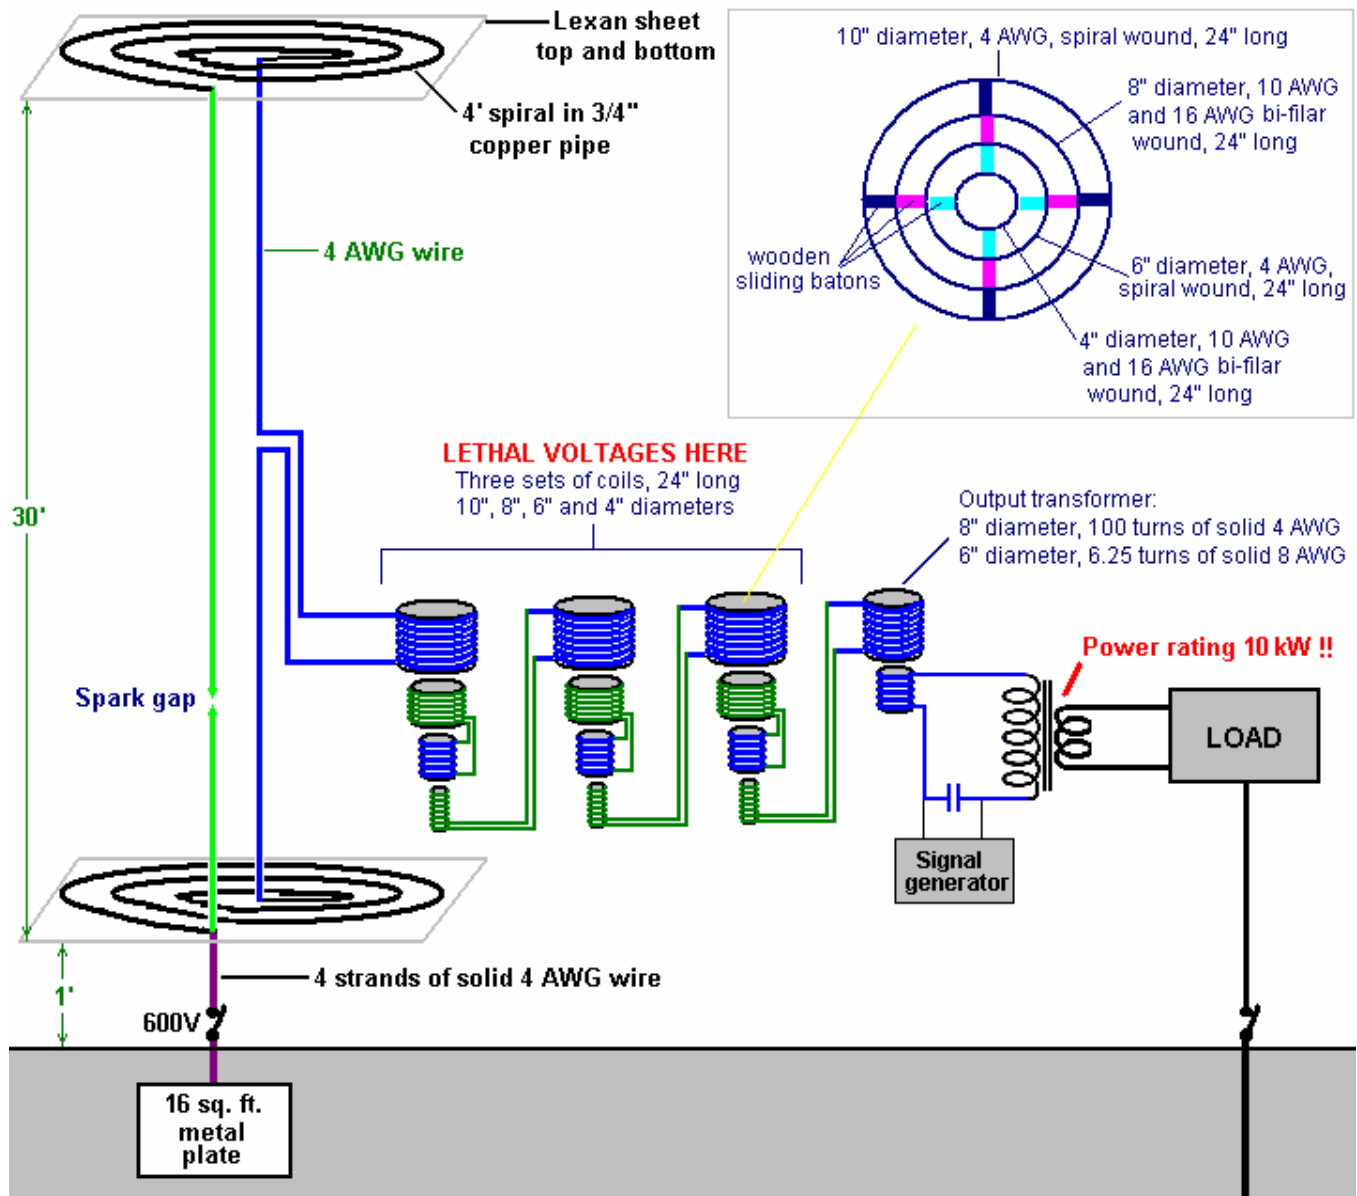 Lexan sheet
top and bottom
4' spiral in 3/4"
copper pipe
10" diameter, 4 AWG, spiral wound, 24" long
8" diameter, 10 AWG
and 16 AWG bi-filar
wound, 24" long
wooden
sliding batons
6" diameter, 4 AWG,
spiral wound, 24" long
4" diameter, 10 AWG
and 16 AWG bi-filar
wound, 24" long
4 AWG wire
30'
LETHAL VOLTAGES HERE
Three sets of coils, 24" long
10", 8", 6" and 4" diameters
Output transformer:
8" diameter, 100 turns of solid 4 AWG
6" diameter, 6.25 turns of solid 8 AWG
Power rating 10 kW !!
Spark gap
LOAD
Signal
generator
4 strands of solid 4 AWG wire
1'
600V
16 sq. ft.
metal
plate